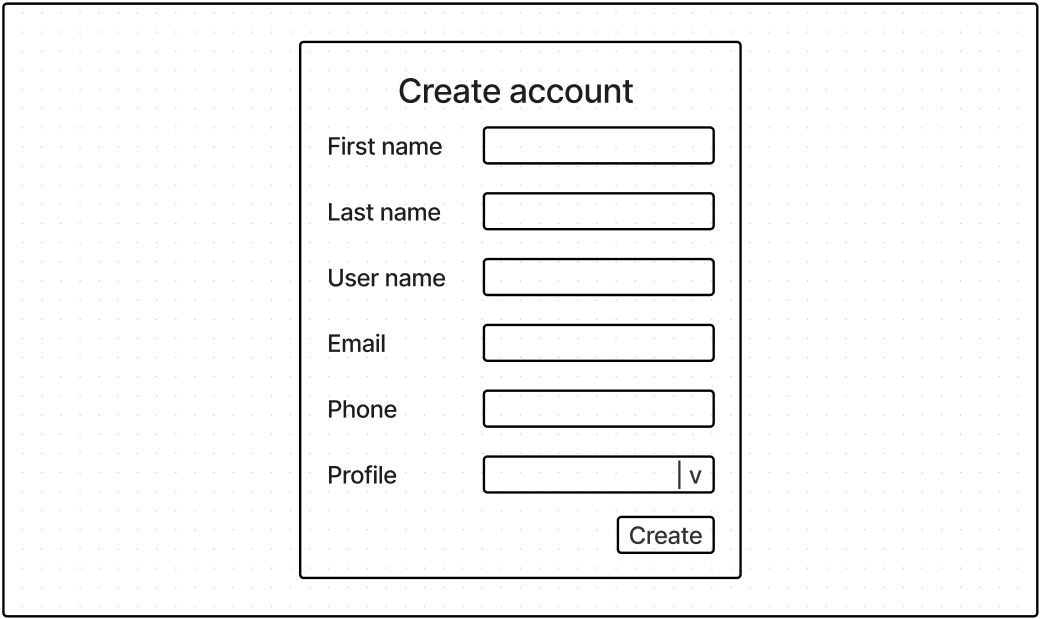 Create account
First name
Last name
User name
Email
Phone
Profile
v
Create